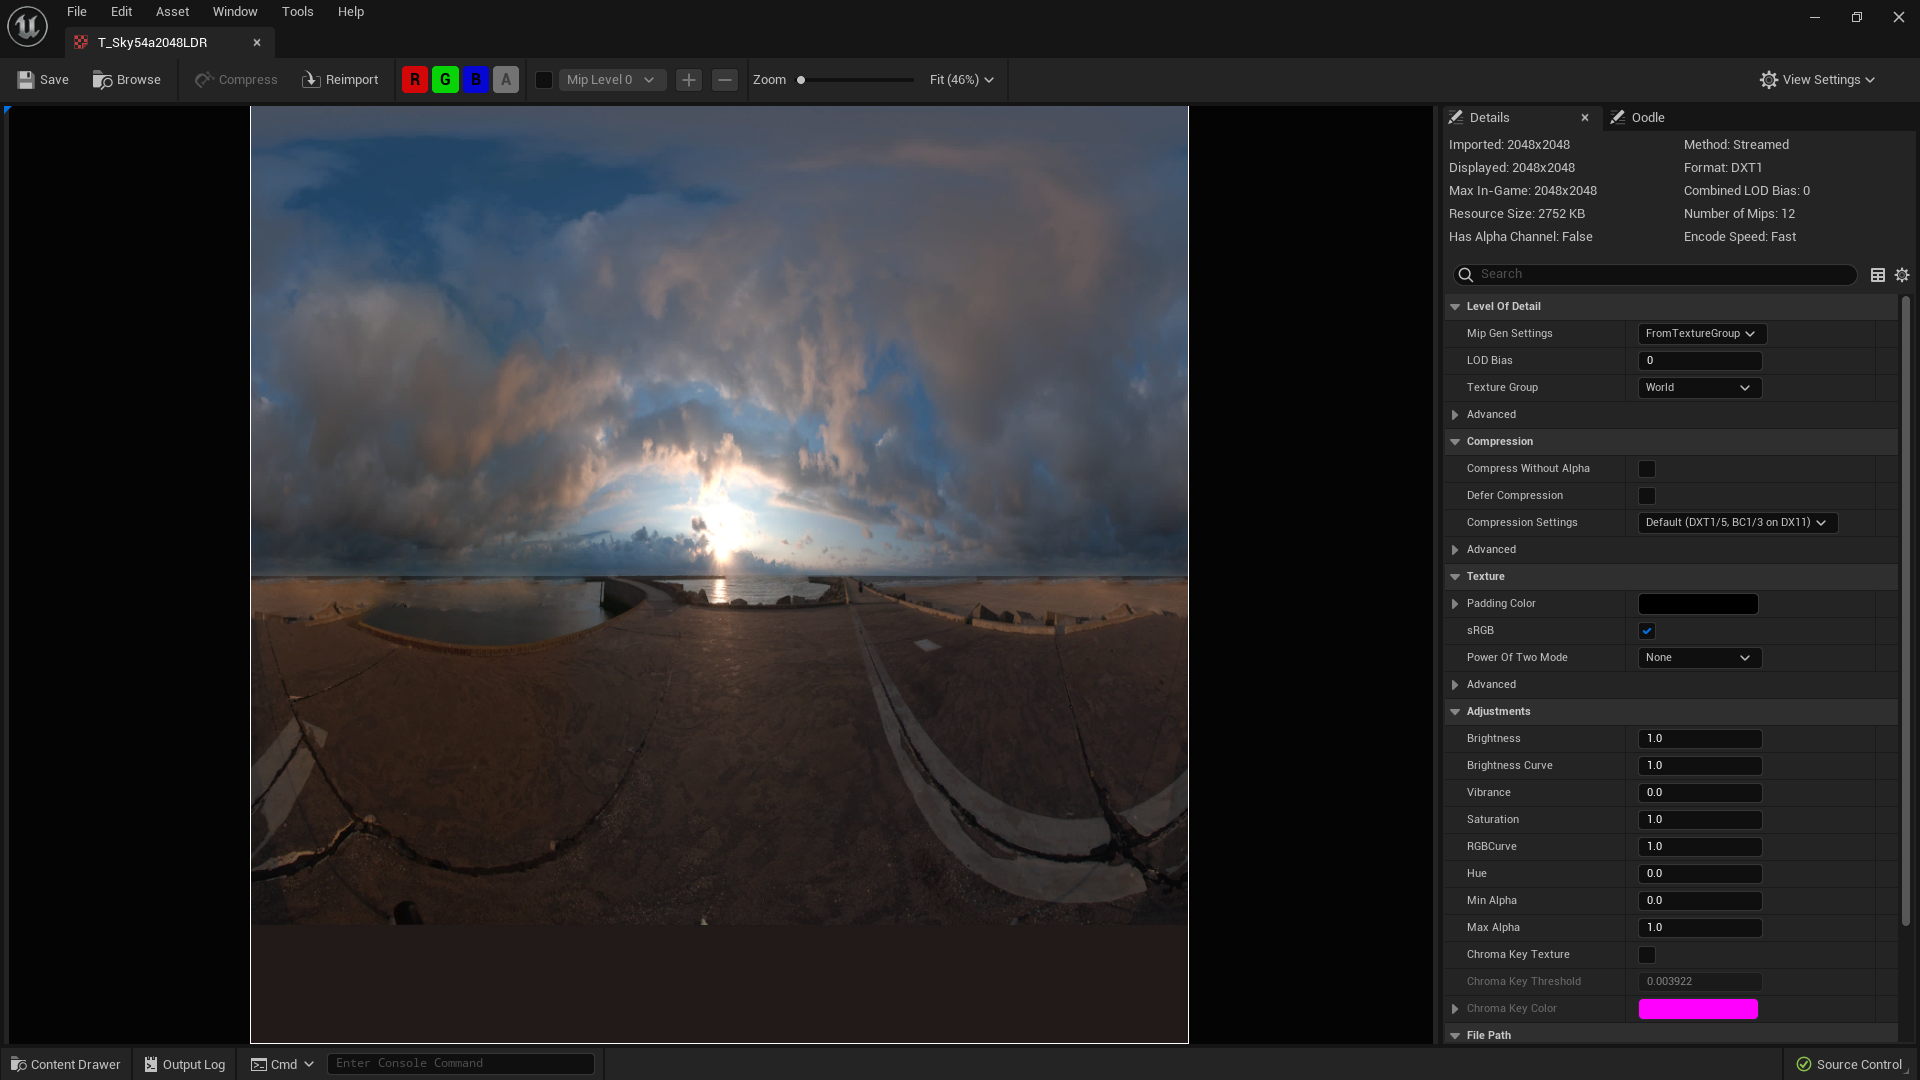 File Edit Asset Window Tools Help
T_Sky54a2048LDR
Save Browse Compress Reimport R G B A Mip Level 0 Zoom Fit (46%) View Settings
Details Oodle
Imported: 2048x2048 Method: Streamed
Displayed: 2048x2048 Format: DXT1
Max In-Game: 2048x2048 Combined LOD Bias: 0
Resource Size: 2752 KB Number of Mips: 12
Has Alpha Channel: False Encode Speed: Fast
Search
Level Of Detail
Mip Gen Settings FromTextureGroup
LOD Bias 0
Texture Group World
Advanced
Compression
Compress Without Alpha
Defer Compression
Compression Settings Default (DXT1/5, BC1/3 on DX11)
Advanced
Texture
Padding Color
sRGB
Power Of Two Mode None
Advanced
Adjustments
Brightness 1.0
Brightness Curve 1.0
Vibrance 0.0
Saturation 1.0
RGBCurve 1.0
Hue 0.0
Min Alpha 0.0
Max Alpha 1.0
Chroma Key Texture
Chroma Key Threshold 0.003922
Chroma Key Color
File Path
Content Drawer Output Log Cmd Enter Console Command Source Control